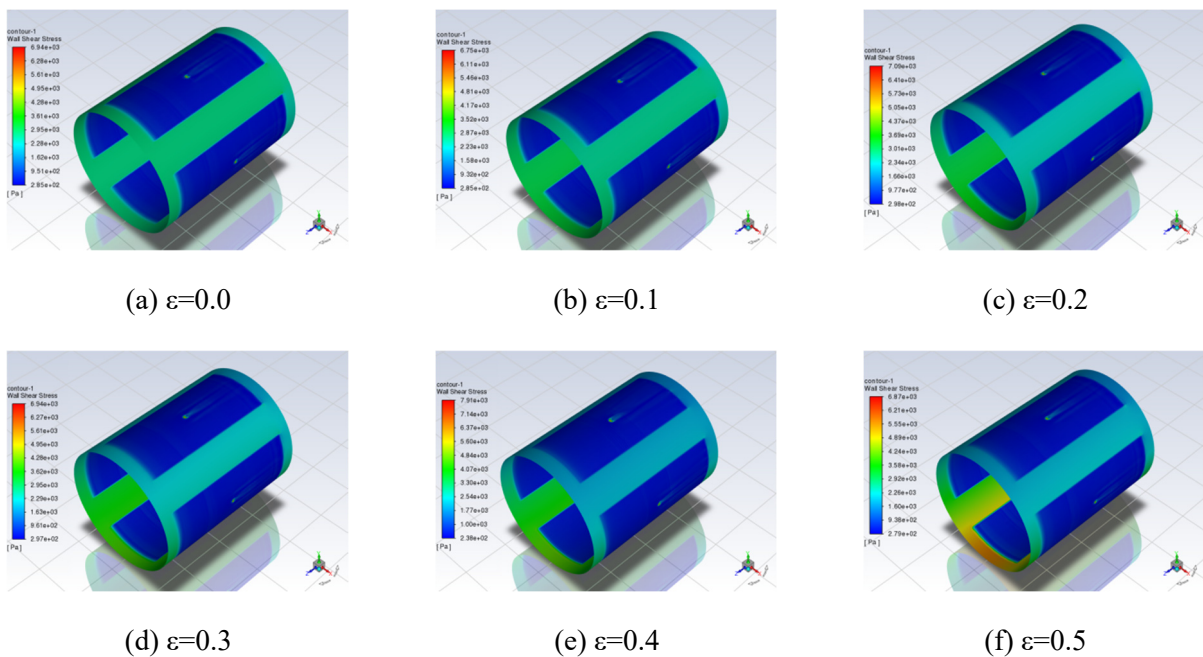 contour-1
Wall Shear Stress
6.94e+03
6.28e+03
5.61e+03
4.95e+03
4.28e+03
3.61e+03
2.95e+03
2.28e+03
1.62e+03
9.51e+02
2.85e+02
[ Pa ]
(a) ε=0.0
contour-1
Wall Shear Stress
6.75e+03
6.11e+03
5.46e+03
4.81e+03
4.17e+03
3.52e+03
2.87e+03
2.23e+03
1.58e+03
9.32e+02
2.85e+02
[ Pa ]
(b) ε=0.1
contour-1
Wall Shear Stress
7.09e+03
6.41e+03
5.73e+03
5.05e+03
4.37e+03
3.69e+03
3.01e+03
2.34e+03
1.66e+03
9.77e+02
2.98e+02
[ Pa ]
(c) ε=0.2
contour-1
Wall Shear Stress
6.94e+03
6.27e+03
5.61e+03
4.95e+03
4.28e+03
3.62e+03
2.95e+03
2.29e+03
1.63e+03
9.61e+02
2.97e+02
[ Pa ]
(d) ε=0.3
contour-1
Wall Shear Stress
7.91e+03
7.14e+03
6.37e+03
5.60e+03
4.84e+03
4.07e+03
3.30e+03
2.54e+03
1.77e+03
1.00e+03
2.38e+02
[ Pa ]
(e) ε=0.4
contour-1
Wall Shear Stress
6.87e+03
6.21e+03
5.55e+03
4.89e+03
4.24e+03
3.58e+03
2.92e+03
2.26e+03
1.60e+03
9.38e+02
2.79e+02
[ Pa ]
(f) ε=0.5